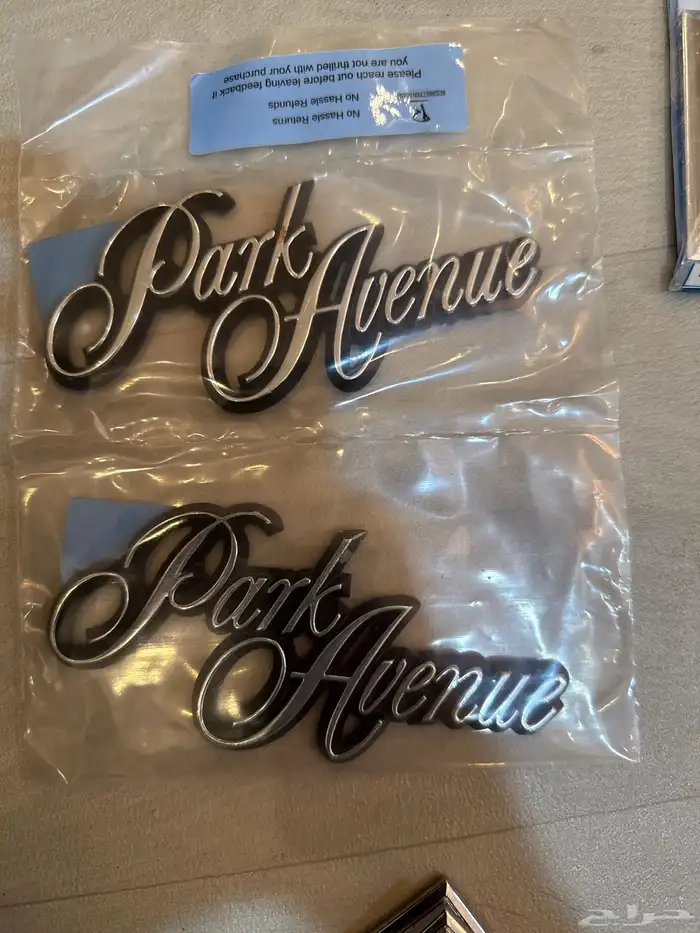 No Hassle Returns
No Hassle Refunds
Please reach out before leaving feedback if
you are not thrilled with your purchase
Park
Avenue
Park
Avenue
حراج